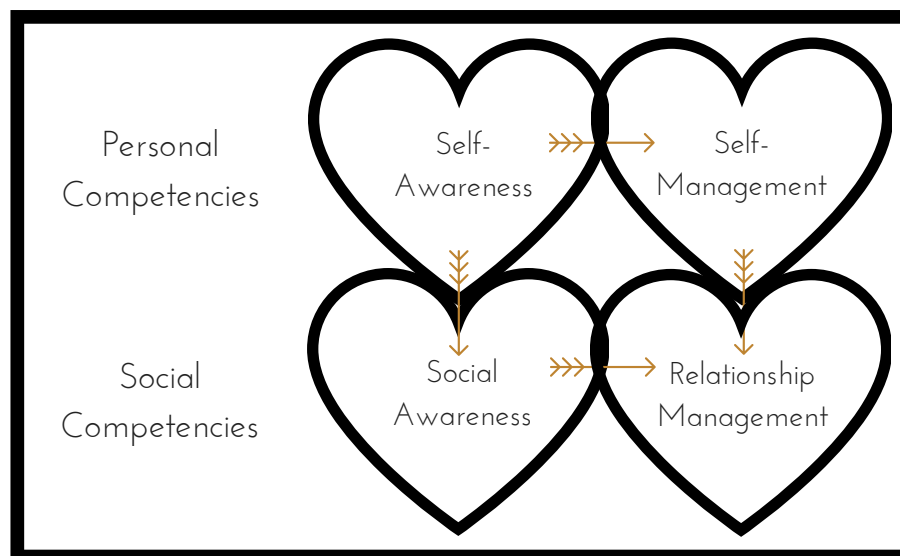 Personal
Competencies
Self-
Awareness
Self-
Management
Social
Competencies
Social
Awareness
Relationship
Management